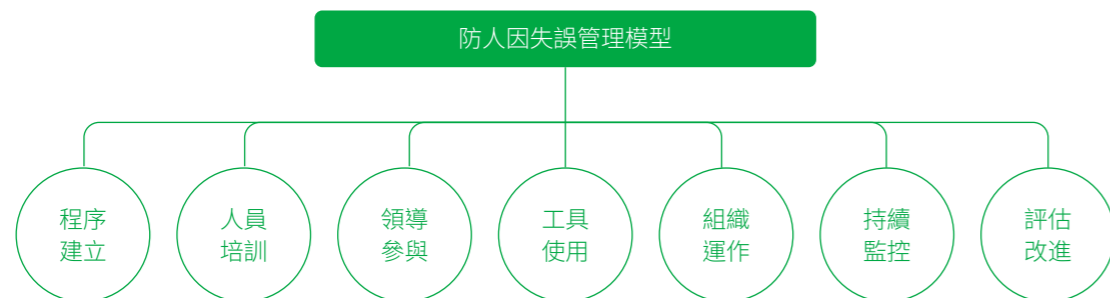 防人因失誤管理模型
程序
建立
人員
培訓
領導
參與
工具
使用
組織
運作
持續
監控
評估
改進